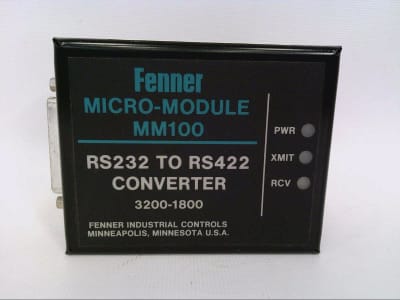 Fenner
MICRO-MODULE
MM100
RS232 TO RS422
CONVERTER
3200-1800
FENNER INDUSTRIAL CONTROLS
MINNEAPOLIS, MINNESOTA U.S.A.
PWR
XMIT
RCV